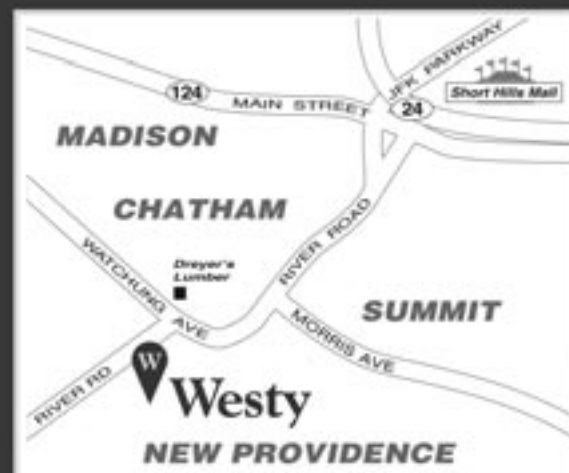 JFK PARKWAY
124
MAIN STREET
24
Short Hills Mall
MADISON
CHATHAM
RIVER ROAD
WATCHUNG AVE
Dreyer's
Lumber
SUMMIT
MORRIS AVE
RIVER RD
W
Westy
NEW PROVIDENCE